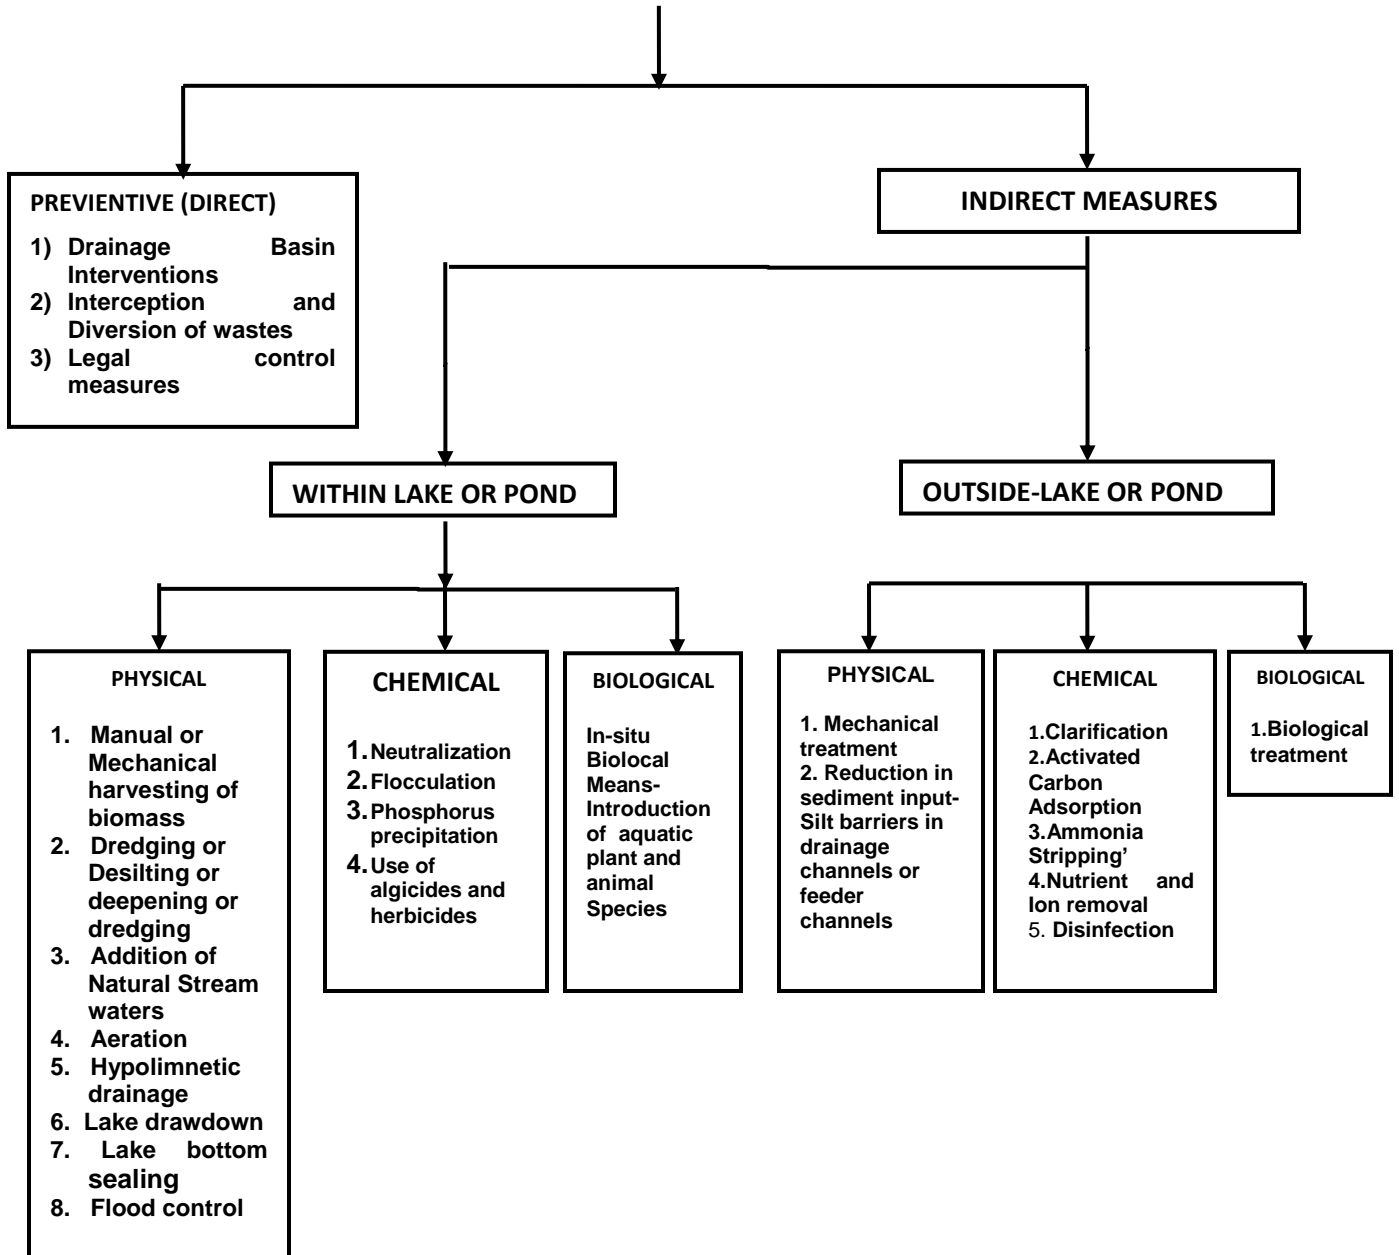 PREVIENTIVE (DIRECT)
1) Drainage Basin
Interventions
2) Interception and
Diversion of wastes
3) Legal control
measures
INDIRECT MEASURES
WITHIN LAKE OR POND
OUTSIDE-LAKE OR POND
PHYSICAL
1. Manual or
Mechanical
harvesting of
biomass
2. Dredging or
Desilting or
deepening or
dredging
3. Addition of
Natural Stream
waters
4. Aeration
5. Hypolimnetic
drainage
6. Lake drawdown
7. Lake bottom
sealing
8. Flood control
CHEMICAL
1. Neutralization
2. Flocculation
3. Phosphorus
precipitation
4. Use of
algicides and
herbicides
BIOLOGICAL
In-situ
Biolocal
Means-
Introduction
of aquatic
plant and
animal
Species
PHYSICAL
1. Mechanical
treatment
2. Reduction in
sediment input-
Silt barriers in
drainage
channels or
feeder
channels
CHEMICAL
1.Clarification
2.Activated
Carbon
Adsorption
3.Ammonia
Stripping’
4.Nutrient and
Ion removal
5. Disinfection
BIOLOGICAL
1.Biological
treatment